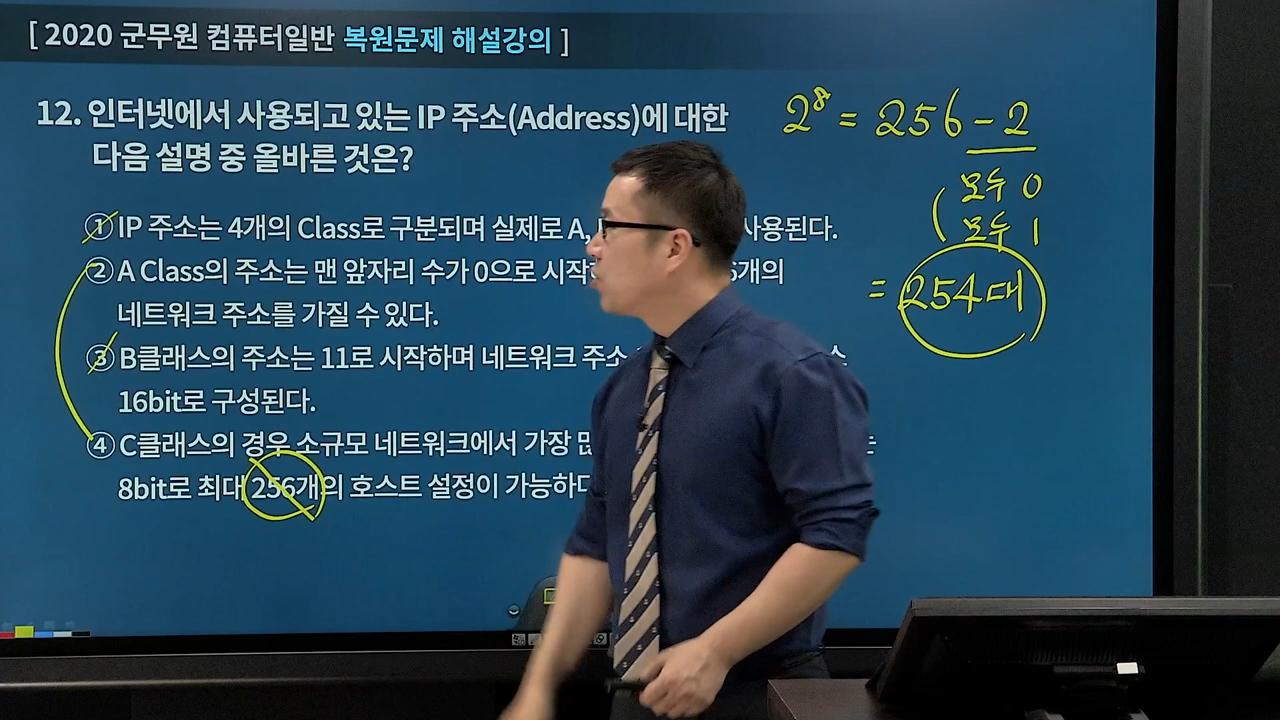 [ 2020 군무원 컴퓨터일반 복원문제 해설강의 ]
12. 인터넷에서 사용되고 있는 IP 주소(Address)에 대한
다음 설명 중 올바른 것은?
① IP 주소는 4개의 Class로 구분되며 실제로 A, 사용된다.
② A Class의 주소는 맨 앞자리 수가 0으로 6개의
네트워크 주소를 가질 수 있다.
③ B클래스의 주소는 11로 시작하며 네트워크 주소
16bit로 구성된다.
④ C클래스의 경우 소규모 네트워크에서 가장
8bit로 최대 256개의 호스트 설정이
2⁸ = 256 - 2
모두 0
모두 1
= 254대